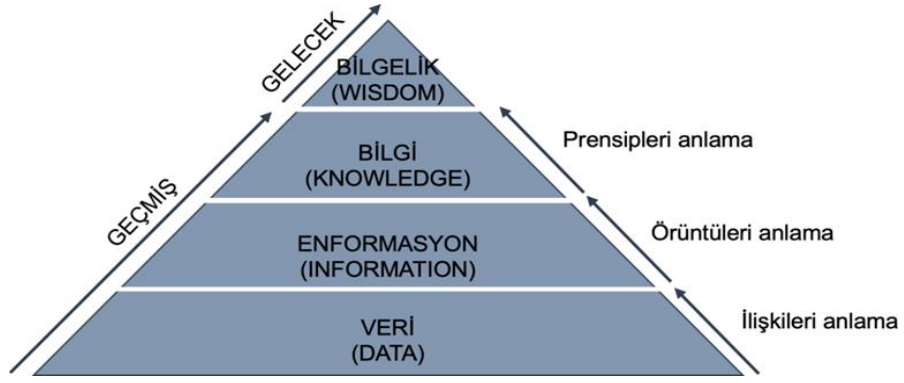 GELECEK
BİLGELİK
(WISDOM)
Prensipleri anlama
BİLGİ
(KNOWLEDGE)
GEÇMİŞ
Örüntüleri anlama
ENFORMASYON
(INFORMATION)
İlişkileri anlama
VERİ
(DATA)